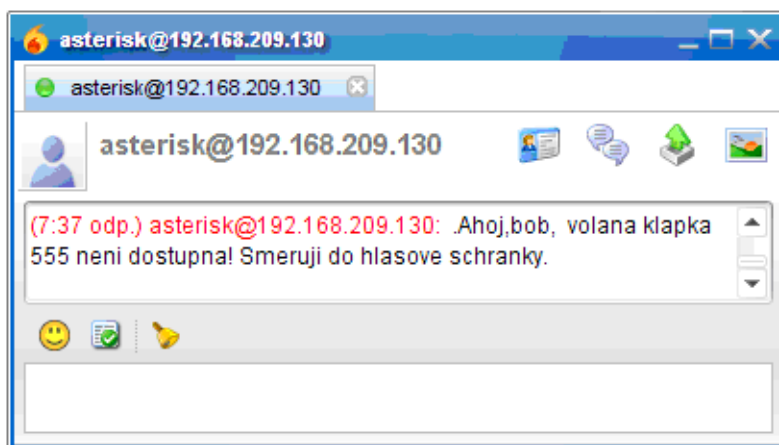 asterisk@192.168.209.130
asterisk@192.168.209.130
asterisk@192.168.209.130
(7:37 odp.) asterisk@192.168.209.130: .Ahoj,bob, volana klapka
555 neni dostupna! Smeruji do hlasove schranky.